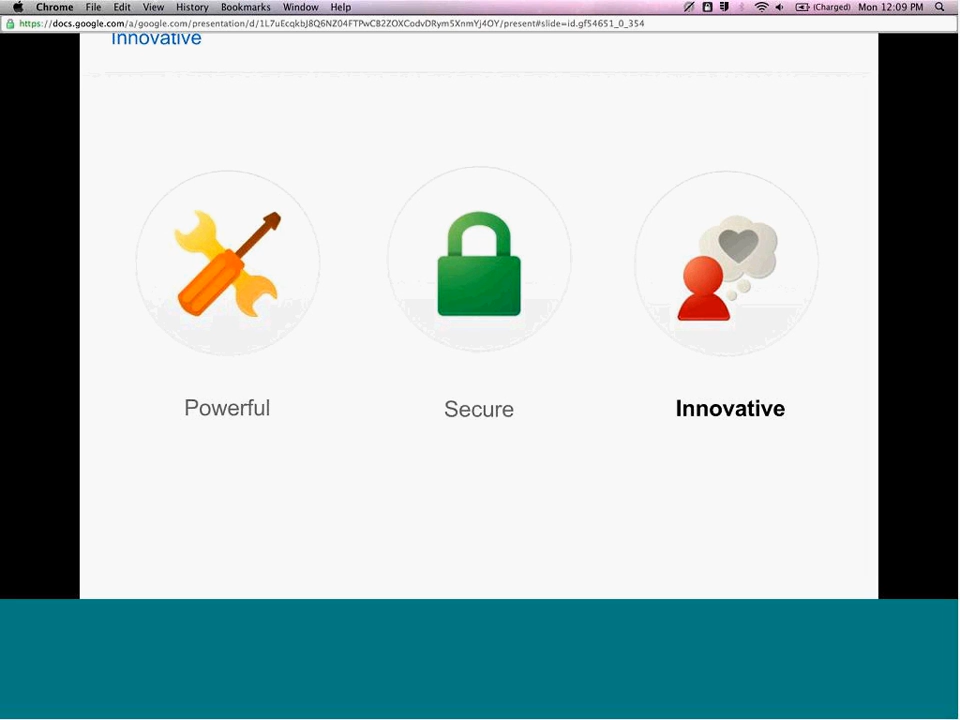 Chrome File Edit View History Bookmarks Window Help (Charged) Mon 12:09 PM
https://docs.google.com/a/google.com/presentation/d/1L7uEcqkbJ8Q6NZ04FTPwCB2ZOXCodvDRym5XnmYj4OY/present#slide=id.gf54651_0_354
Innovative
Powerful Secure Innovative